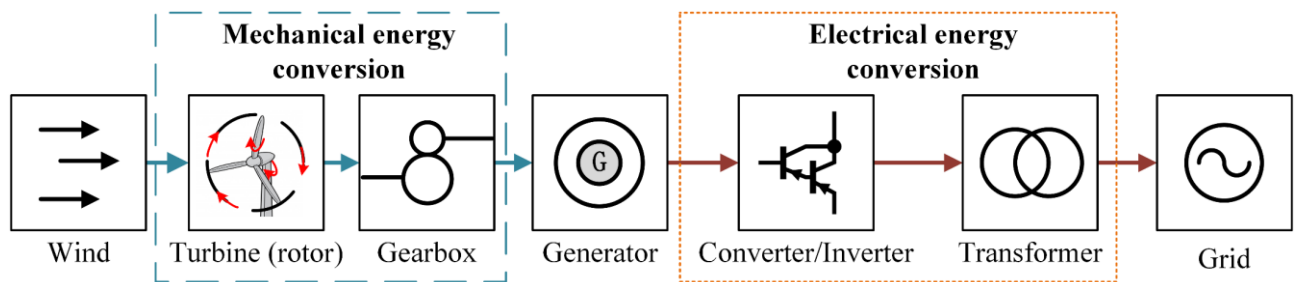 Mechanical energy
conversion
Electrical energy
conversion
G
Wind
Turbine (rotor)
Gearbox
Generator
Converter/Inverter
Transformer
Grid